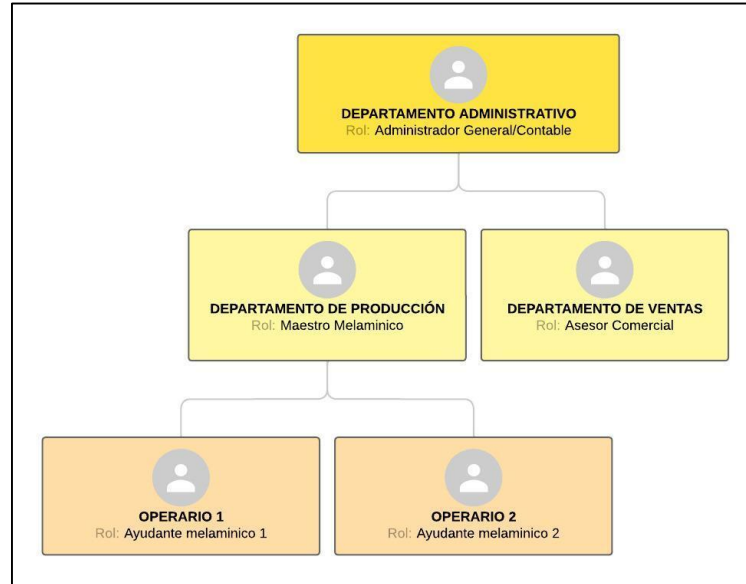 DEPARTAMENTO ADMINISTRATIVO
Rol: Administrador General/Contable
DEPARTAMENTO DE PRODUCCIÓN
Rol: Maestro Melaminico
DEPARTAMENTO DE VENTAS
Rol: Asesor Comercial
OPERARIO 1
Rol: Ayudante melaminico 1
OPERARIO 2
Rol: Ayudante melaminico 2